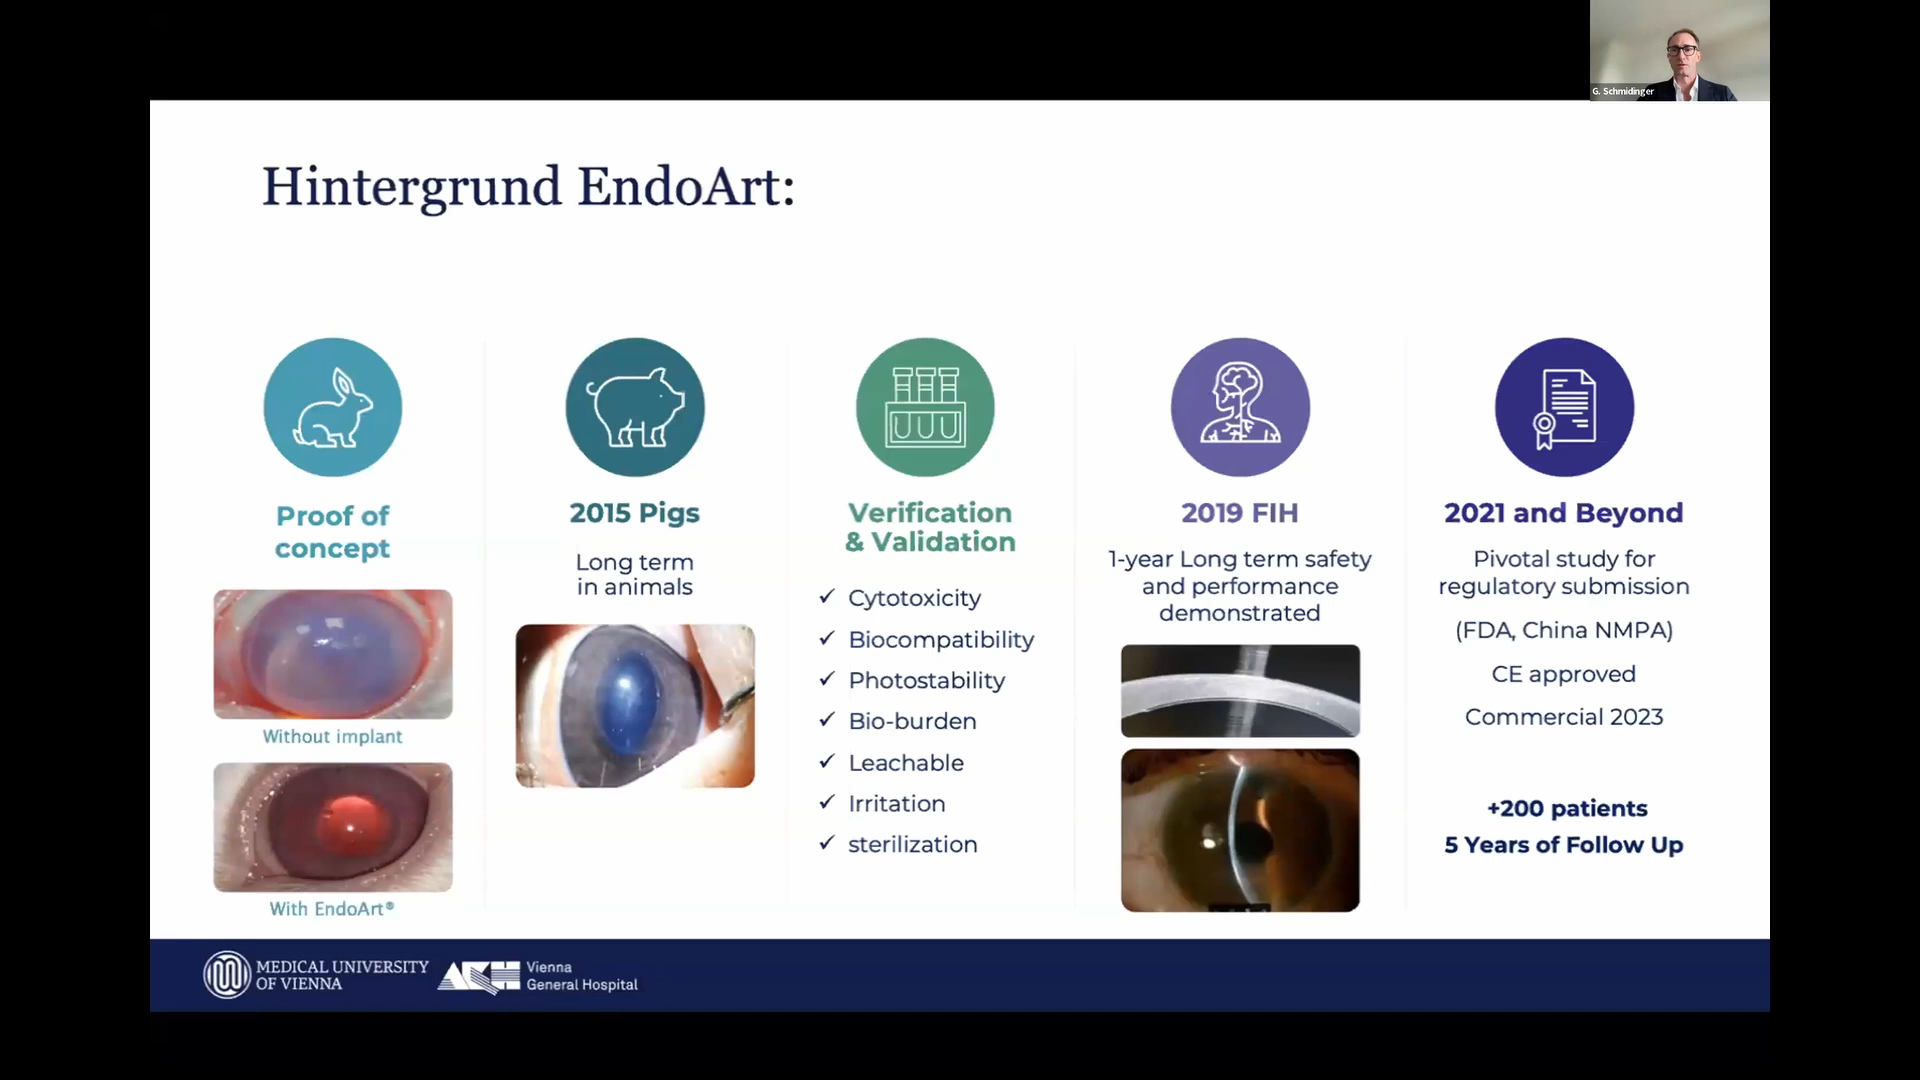 G. Schmidinger
Hintergrund EndoArt:
Proof of
concept
Without implant
With EndoArt®
2015 Pigs
Long term
in animals
Verification
& Validation
✓ Cytotoxicity
✓ Biocompatibility
✓ Photostability
✓ Bio-burden
✓ Leachable
✓ Irritation
✓ sterilization
2019 FIH
1-year Long term safety
and performance
demonstrated
2021 and Beyond
Pivotal study for
regulatory submission
(FDA, China NMPA)
CE approved
Commercial 2023
+200 patients
5 Years of Follow Up
MEDICAL UNIVERSITY
OF VIENNA
AKH
Vienna
General Hospital